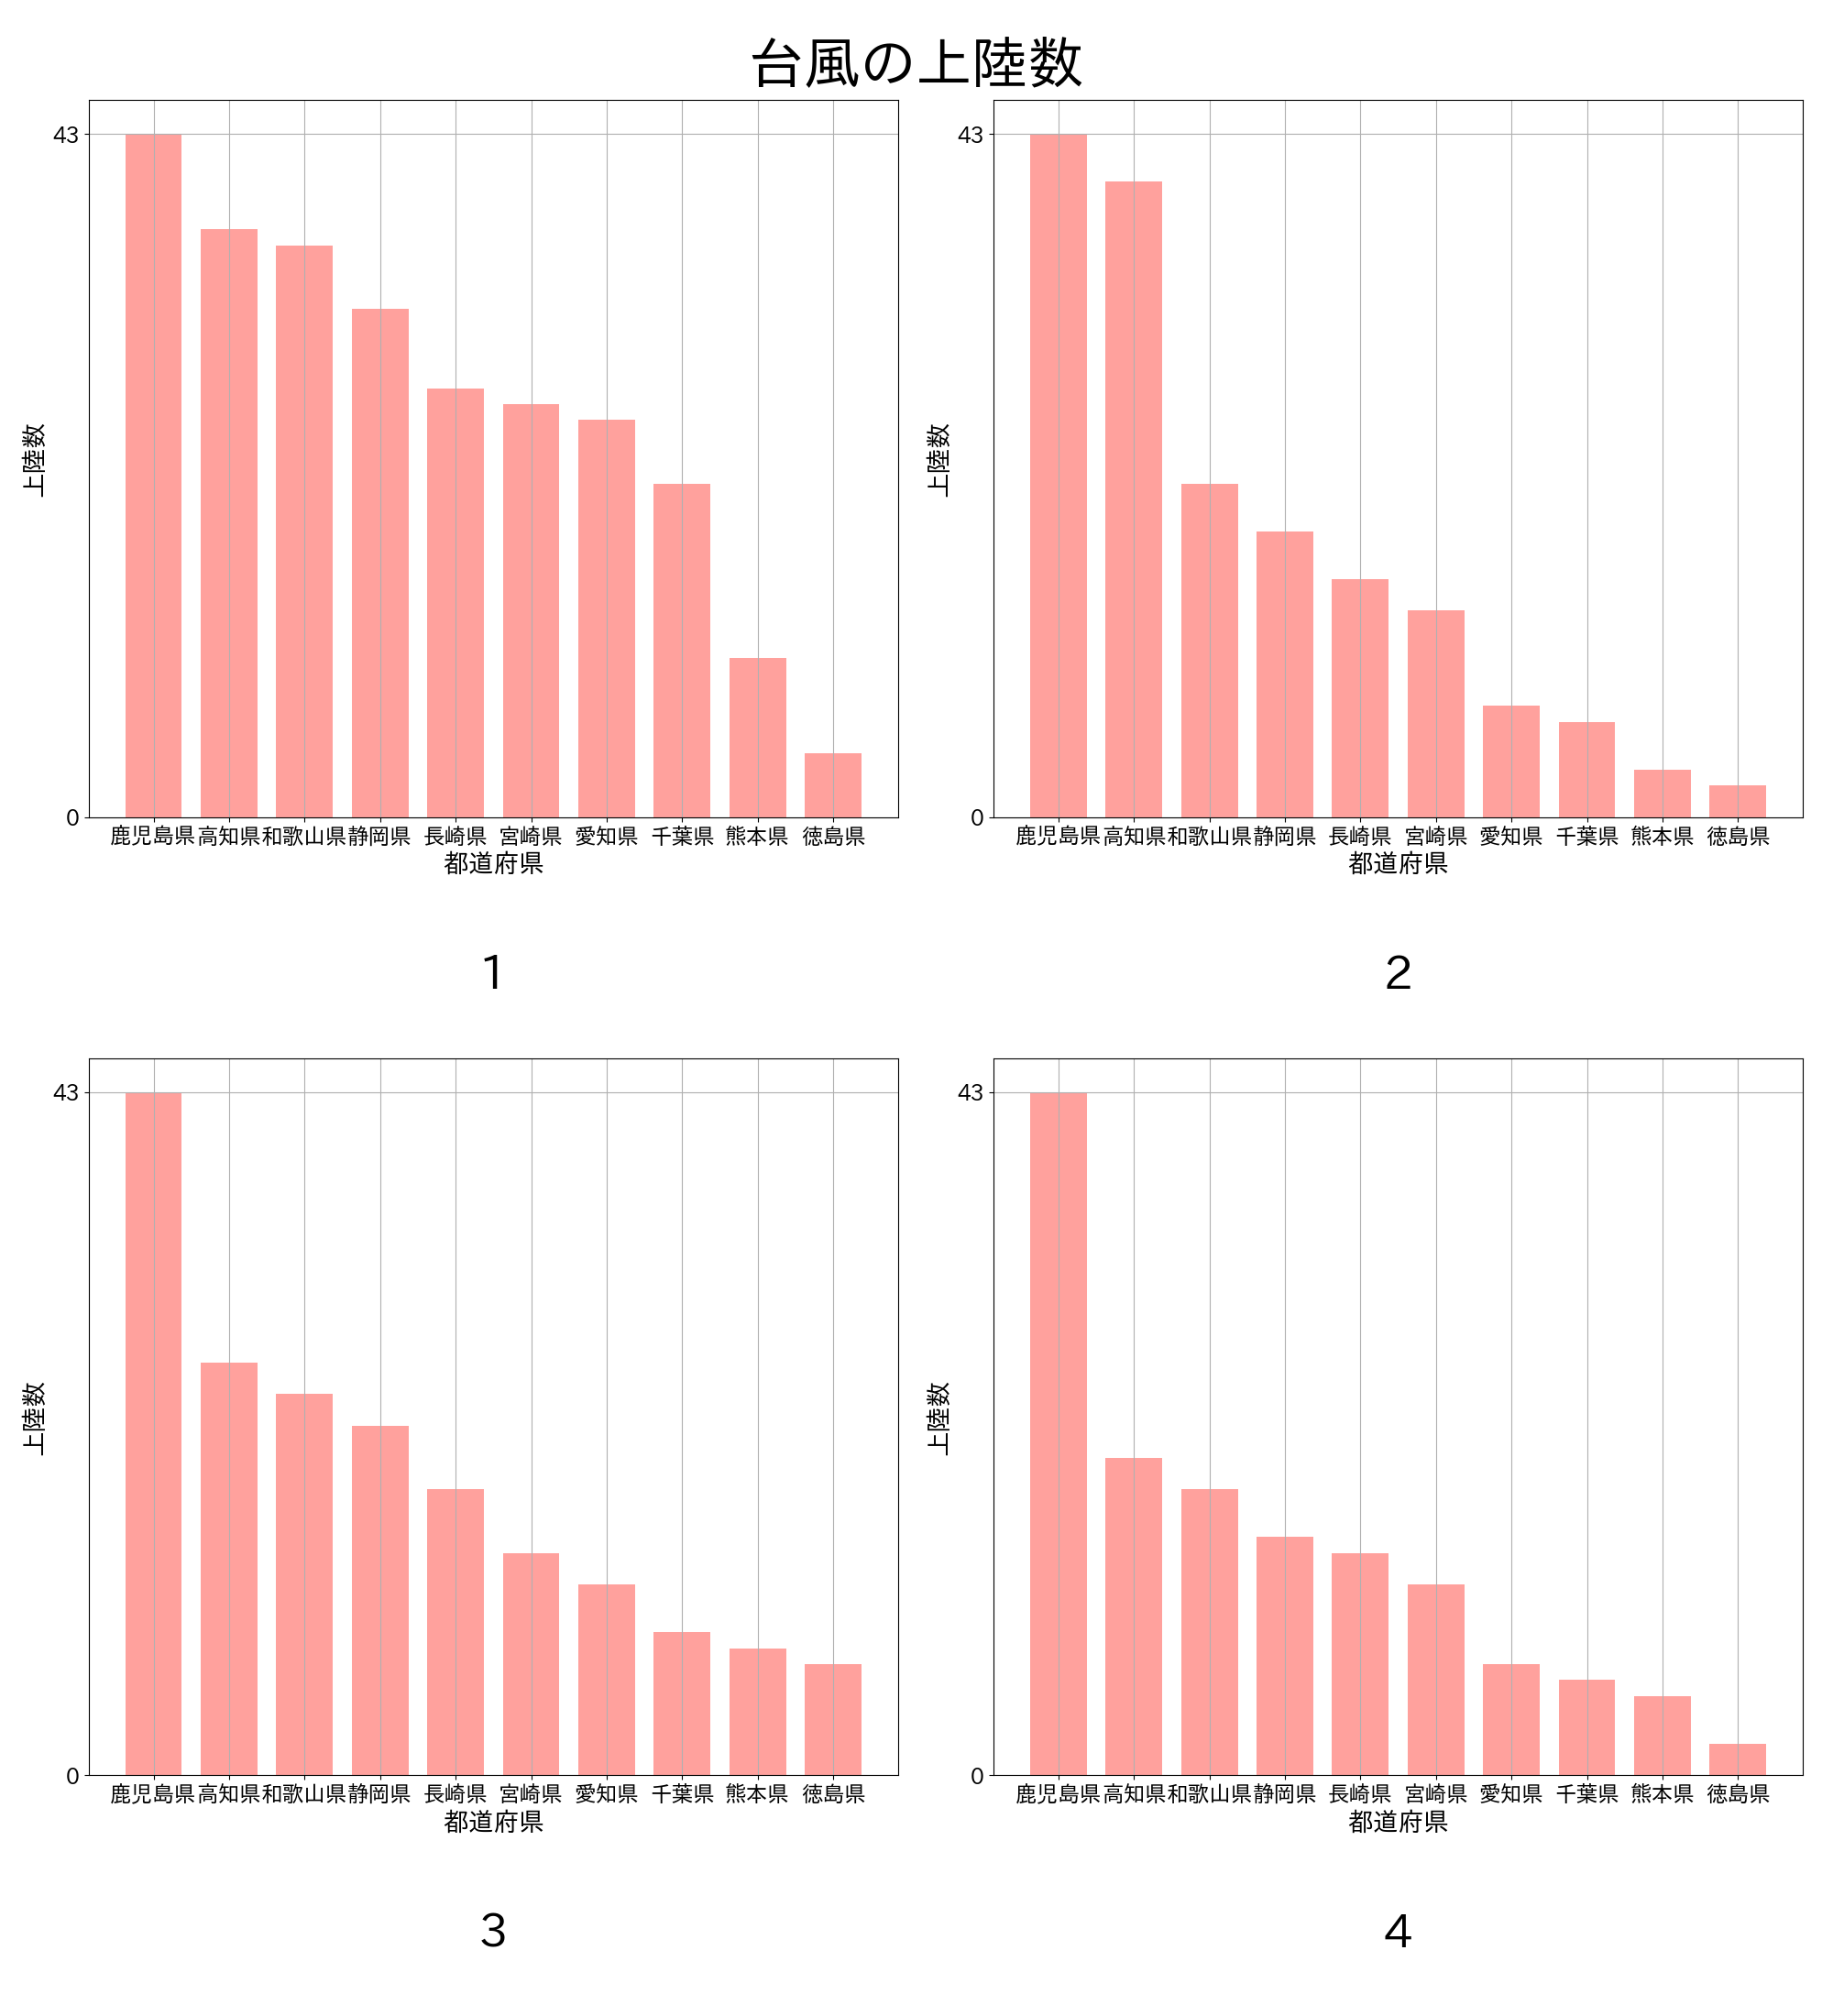 台風の上陸数
43
0
上陸数
鹿児島県 高知県 和歌山県 静岡県 長崎県 宮崎県 愛知県 千葉県 熊本県 徳島県
都道府県
1
43
0
上陸数
鹿児島県 高知県 和歌山県 静岡県 長崎県 宮崎県 愛知県 千葉県 熊本県 徳島県
都道府県
2
43
0
上陸数
鹿児島県 高知県 和歌山県 静岡県 長崎県 宮崎県 愛知県 千葉県 熊本県 徳島県
都道府県
3
43
0
上陸数
鹿児島県 高知県 和歌山県 静岡県 長崎県 宮崎県 愛知県 千葉県 熊本県 徳島県
都道府県
4